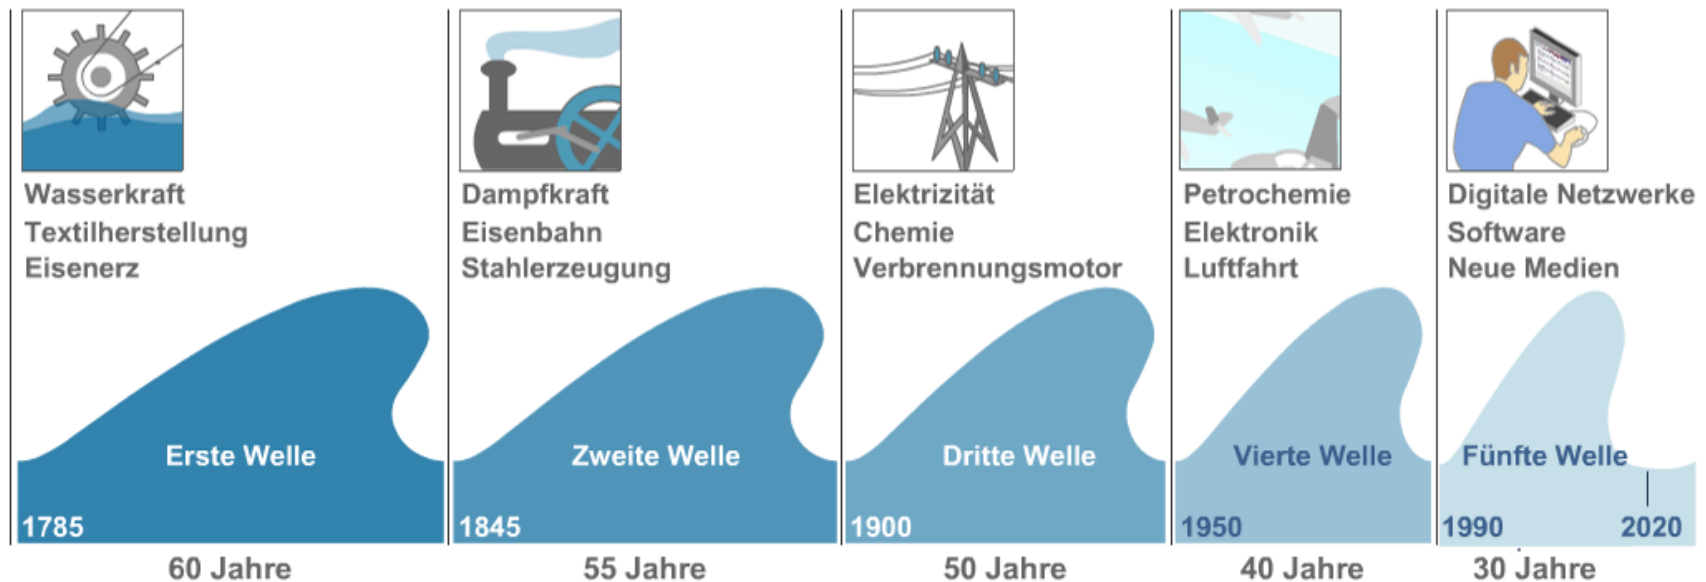 Wasserkraft
Textilherstellung
Eisenerz
Erste Welle
1785
60 Jahre
Dampfkraft
Eisenbahn
Stahlerzeugung
Zweite Welle
1845
55 Jahre
Elektrizität
Chemie
Verbrennungsmotor
Dritte Welle
1900
50 Jahre
Petrochemie
Elektronik
Luftfahrt
Vierte Welle
1950
40 Jahre
Digitale Netzwerke
Software
Neue Medien
Fünfte Welle
1990 2020
30 Jahre